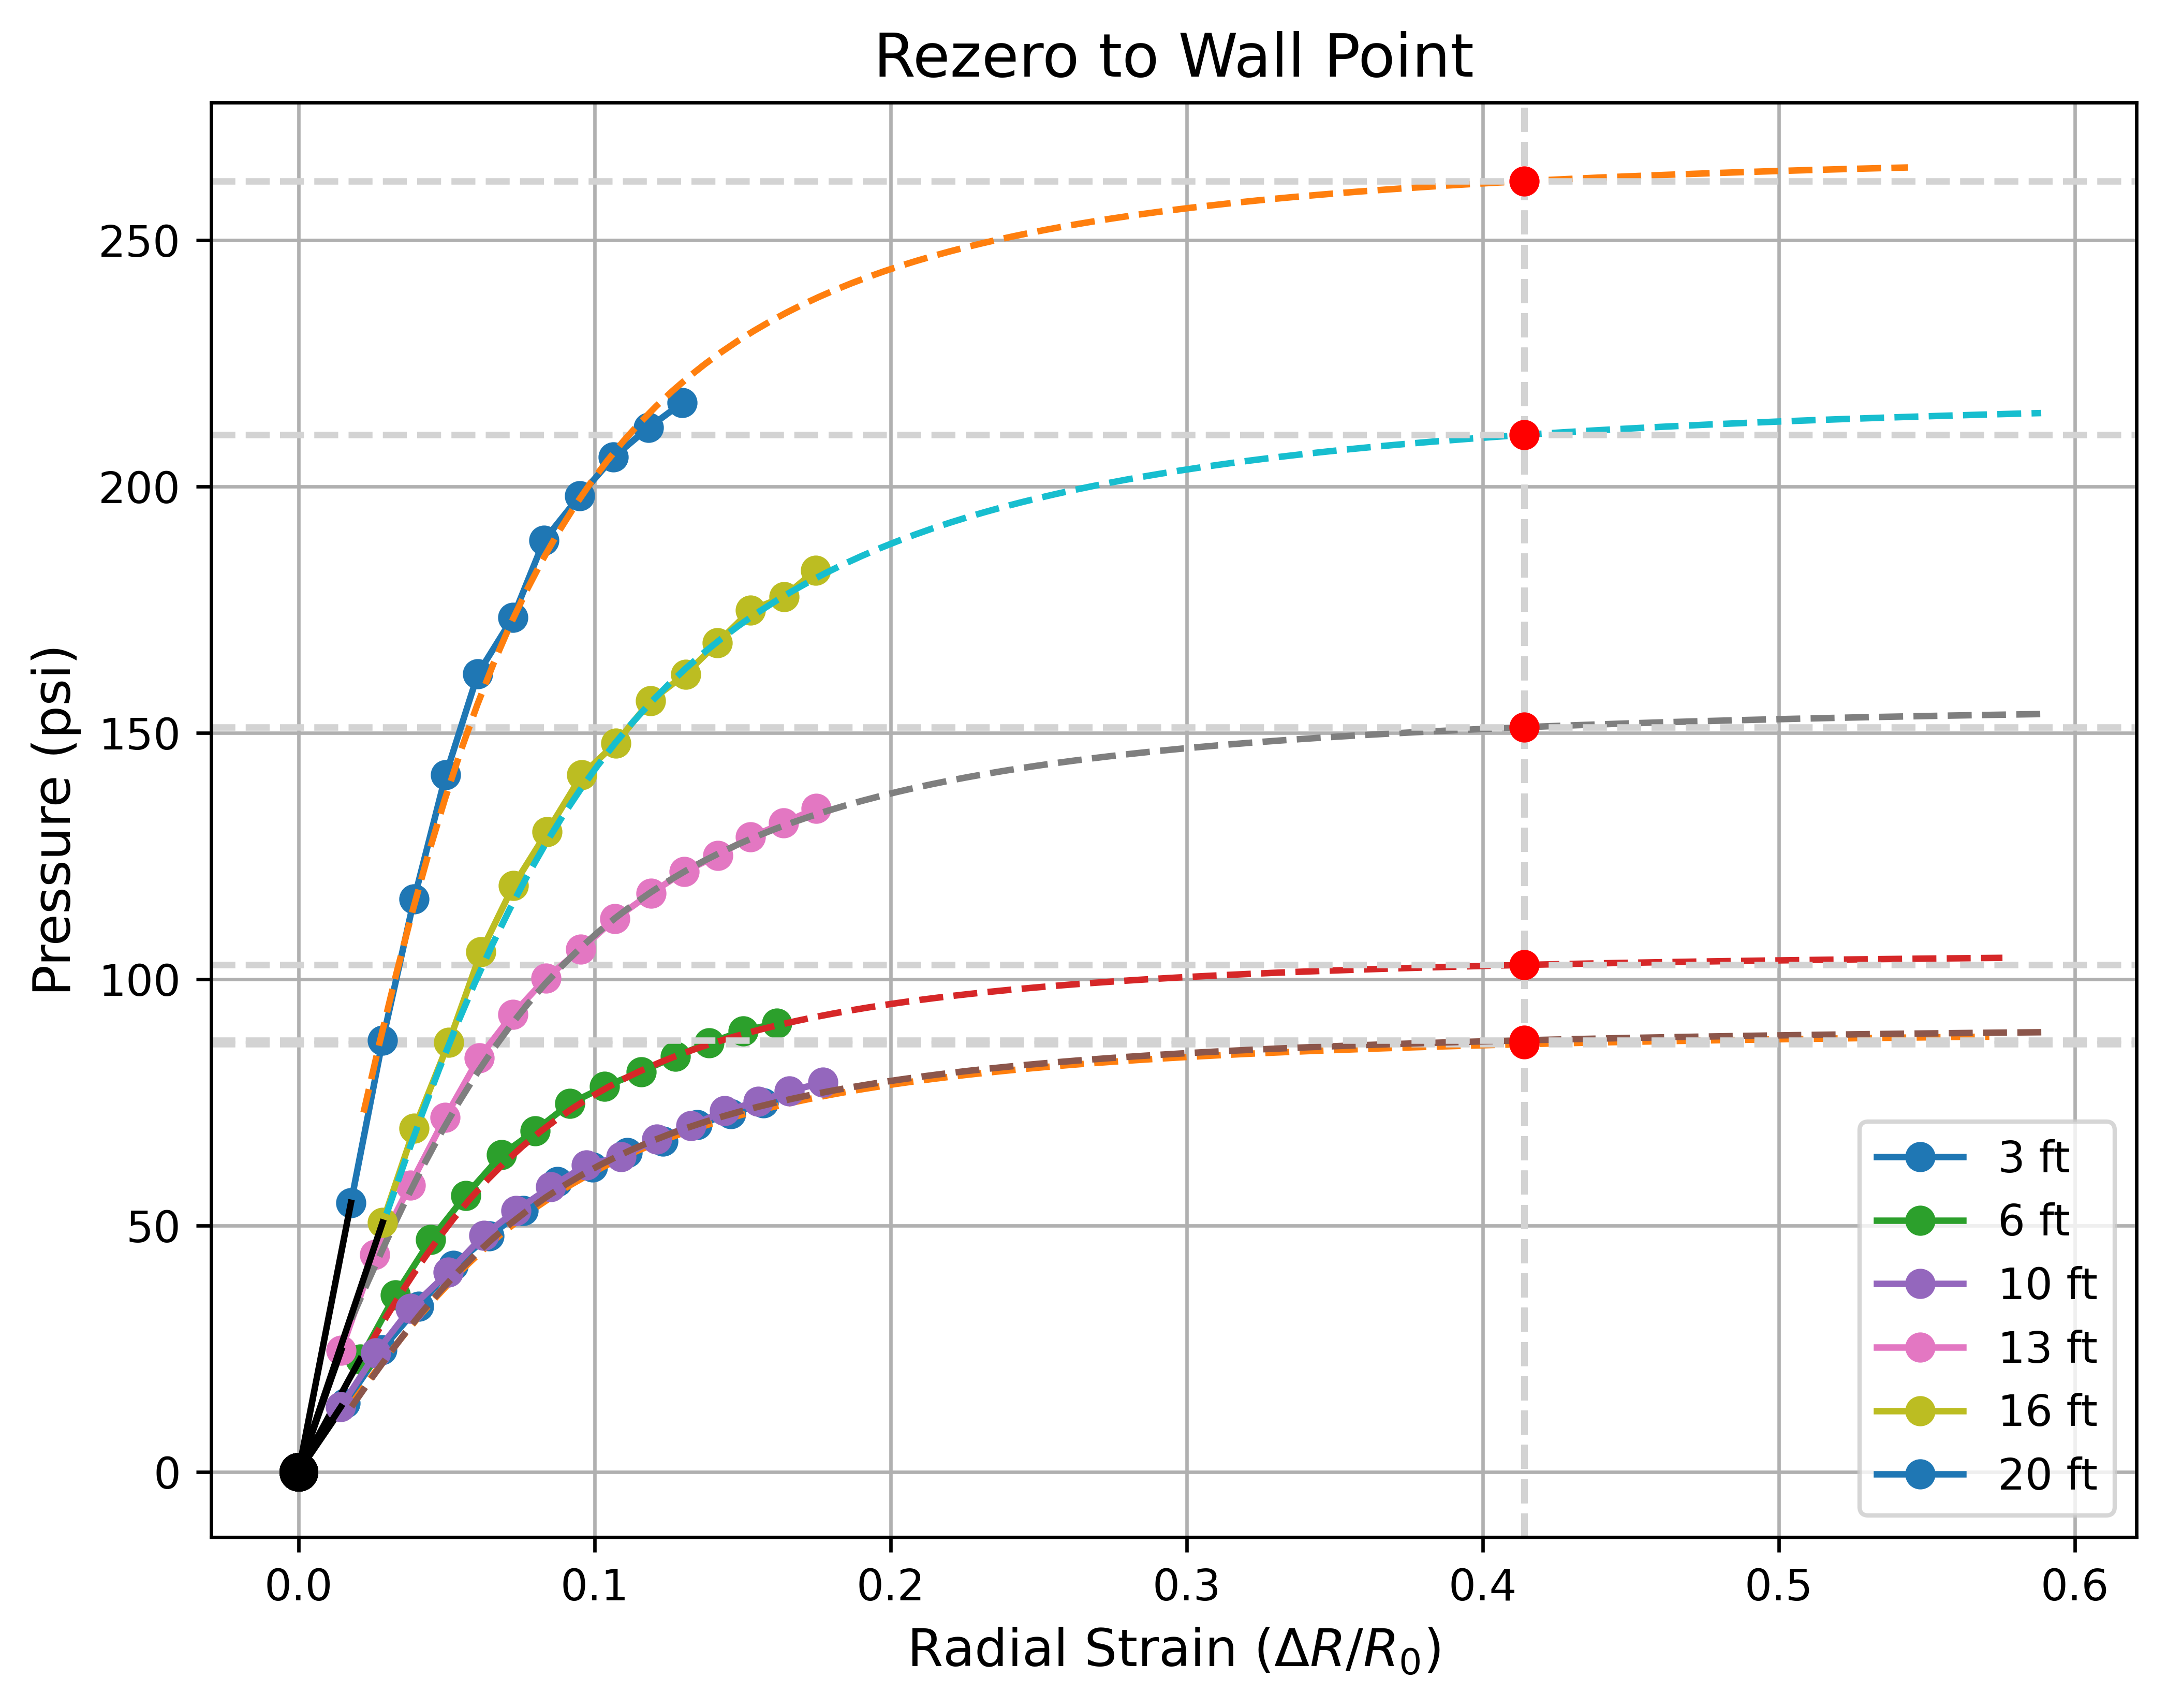 Rezero to Wall Point
Pressure (psi)
250
200
150
100
50
0
0.0 0.1 0.2 0.3 0.4 0.5 0.6
Radial Strain (ΔR/R₀)
3 ft
6 ft
10 ft
13 ft
16 ft
20 ft